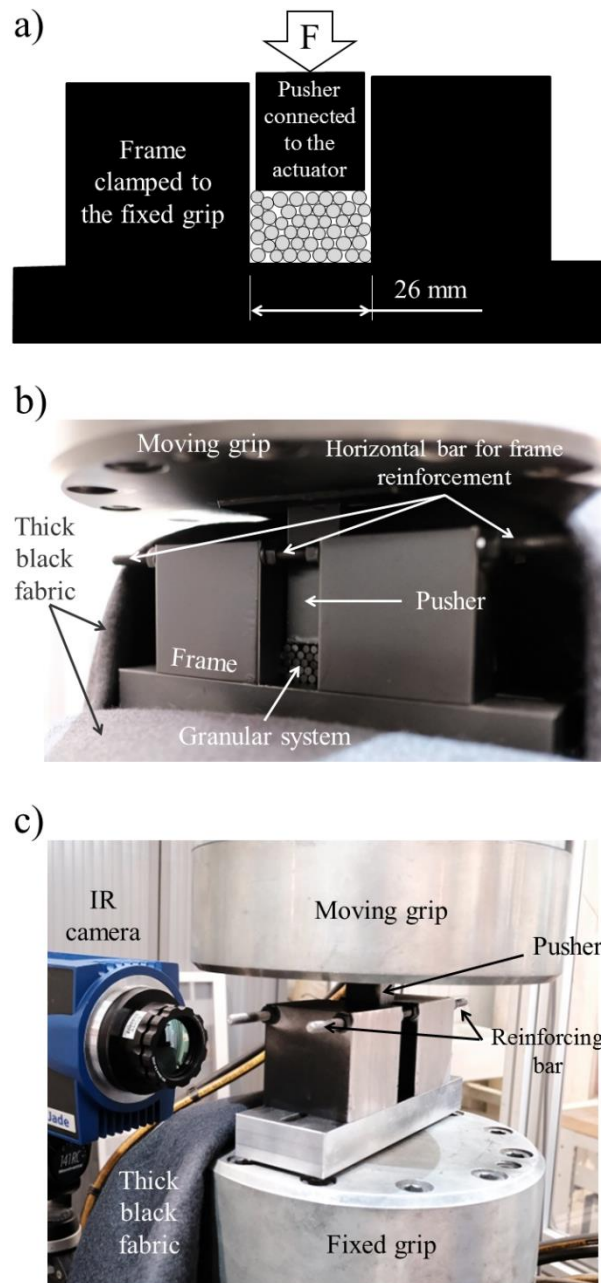 a)
F
Pusher
connected
to the
actuator
Frame
clamped to
the fixed grip
26 mm
b)
Moving grip
Horizontal bar for frame
reinforcement
Thick
black
fabric
Pusher
Frame
Granular system
c)
IR
camera
Moving grip
Pusher
Reinforcing
bar
Jade
Thick
black
fabric
Fixed grip